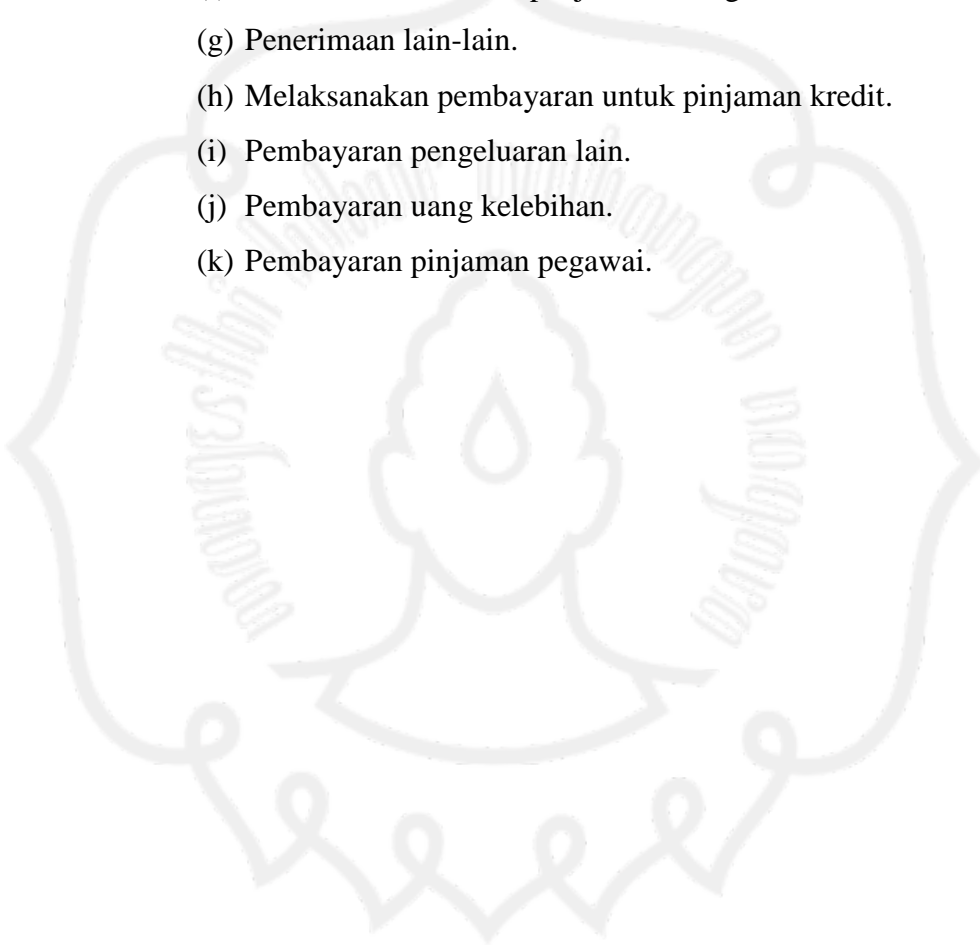 (g) Penerimaan lain-lain.
(h) Melaksanakan pembayaran untuk pinjaman kredit.
(i) Pembayaran pengeluaran lain.
(j) Pembayaran uang kelebihan.
(k) Pembayaran pinjaman pegawai.